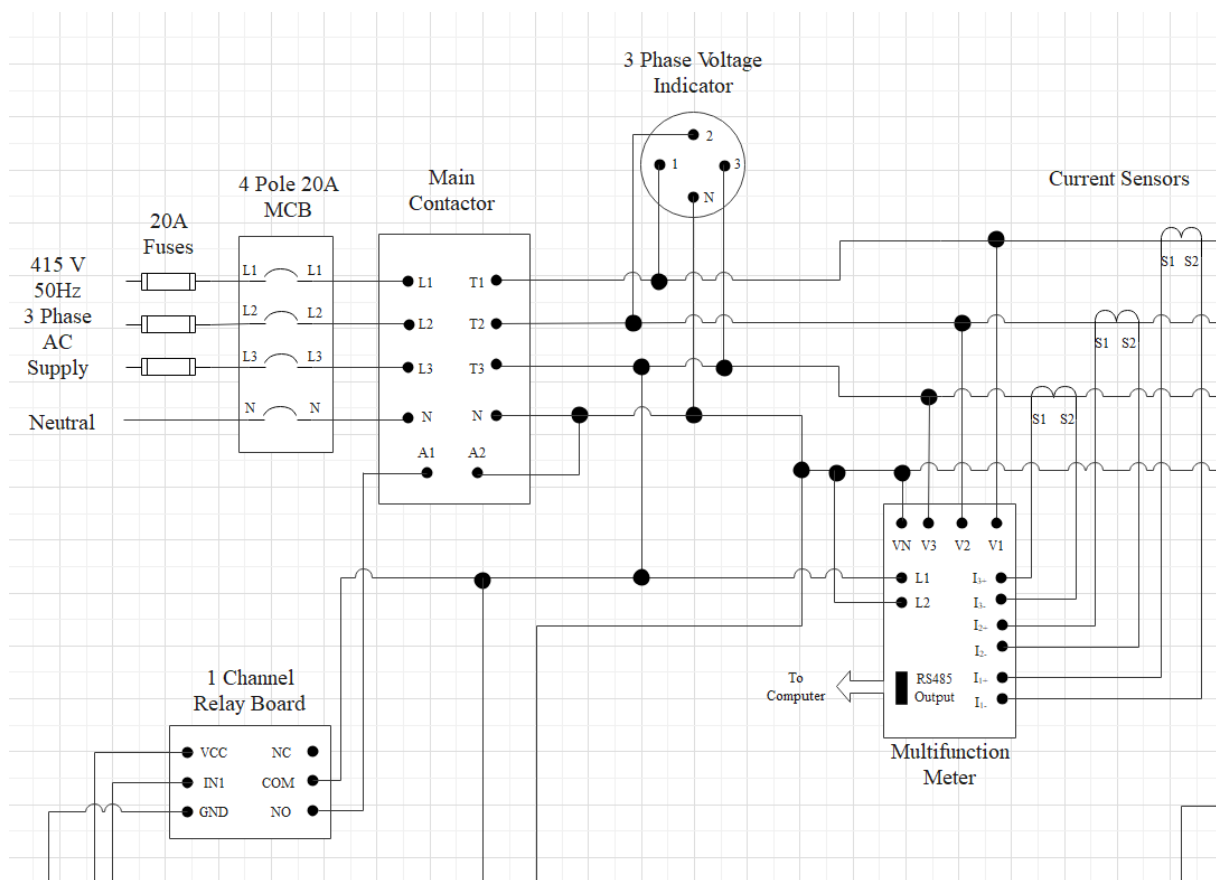 3 Phase Voltage
Indicator
2
1
3
N
Current Sensors
4 Pole 20A
MCB
Main
Contactor
20A
Fuses
415 V
50Hz
3 Phase
AC
Supply
Neutral
L1 L1
L2 L2
L3 L3
N N
L1 T1
L2 T2
L3 T3
N N
A1 A2
S1 S2
S1 S2
S1 S2
VN V3 V2 V1
L1
L2
I3+
I3-
I2+
I2-
I1+
I1-
RS485
Output
To
Computer
Multifunction
Meter
1 Channel
Relay Board
VCC NC
IN1 COM
GND NO